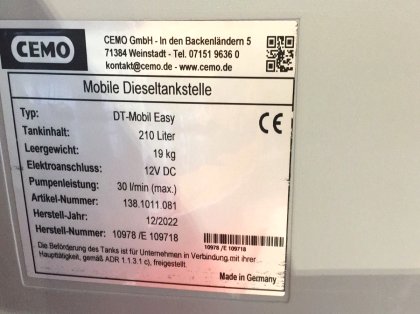 CEMO
CEMO GmbH - In den Backenländern 5
71384 Weinstadt - Tel. 07151 9636 0
kontakt@cemo.de - www.cemo.de
Mobile Dieseltankstelle
Typ: DT-Mobil Easy
Tankinhalt: 210 Liter
Leergewicht: 19 kg
Elektroanschluss: 12V DC
Pumpenleistung: 30 l/min (max.)
Artikel-Nummer: 138.1011.081
Herstell-Jahr: 12/2022
Herstell-Nummer: 10978 /E 109718
CE
10978 /E 109718
Die Beförderung des Tanks ist für Unternehmen in Verbindung mit ihrer
Haupttätigkeit, gemäß ADR 1.1.3.1 c), freigestellt.
Made in Germany